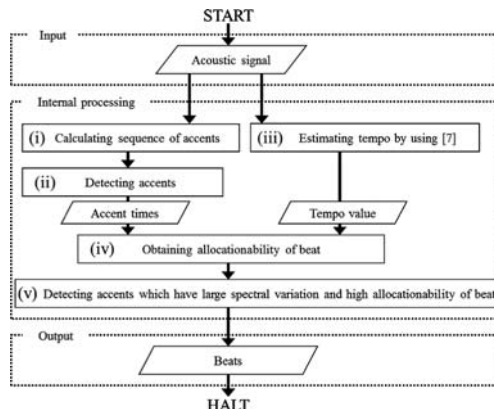 START
Input
Acoustic signal
Internal processing
(i) Calculating sequence of accents
(iii) Estimating tempo by using [7]
(ii) Detecting accents
Accent times
Tempo value
(iv) Obtaining allocationability of beat
(v) Detecting accents which have large spectral variation and high allocationability of beat
Output
Beats
HALT